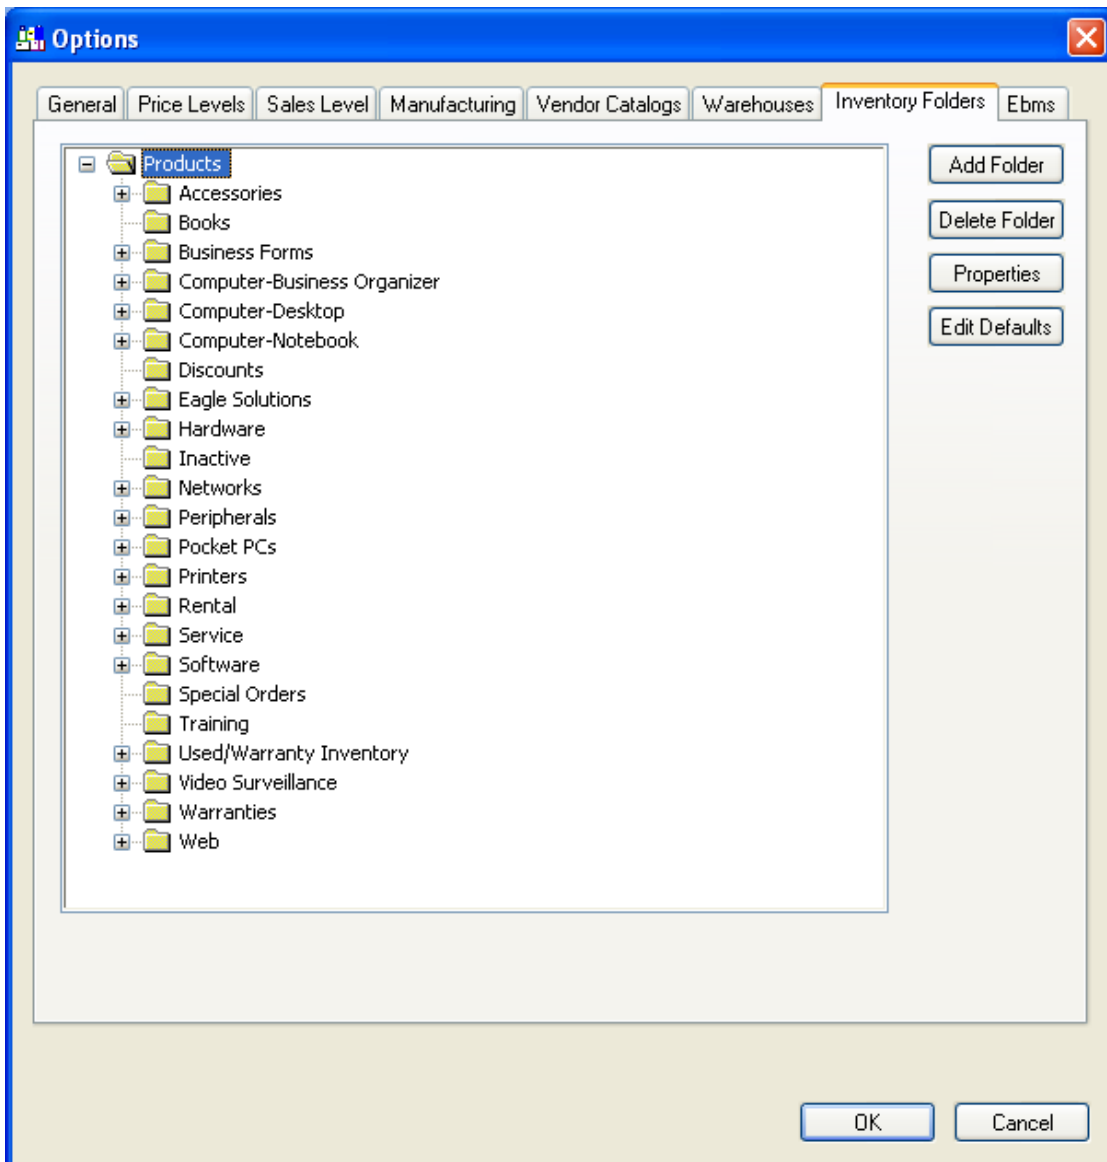 Options
General Price Levels Sales Level Manufacturing Vendor Catalogs Warehouses Inventory Folders Ebms
Products
Accessories
Books
Business Forms
Computer-Business Organizer
Computer-Desktop
Computer-Notebook
Discounts
Eagle Solutions
Hardware
Inactive
Networks
Peripherals
Pocket PCs
Printers
Rental
Service
Software
Special Orders
Training
Used/Warranty Inventory
Video Surveillance
Warranties
Web
Add Folder
Delete Folder
Properties
Edit Defaults
OK Cancel